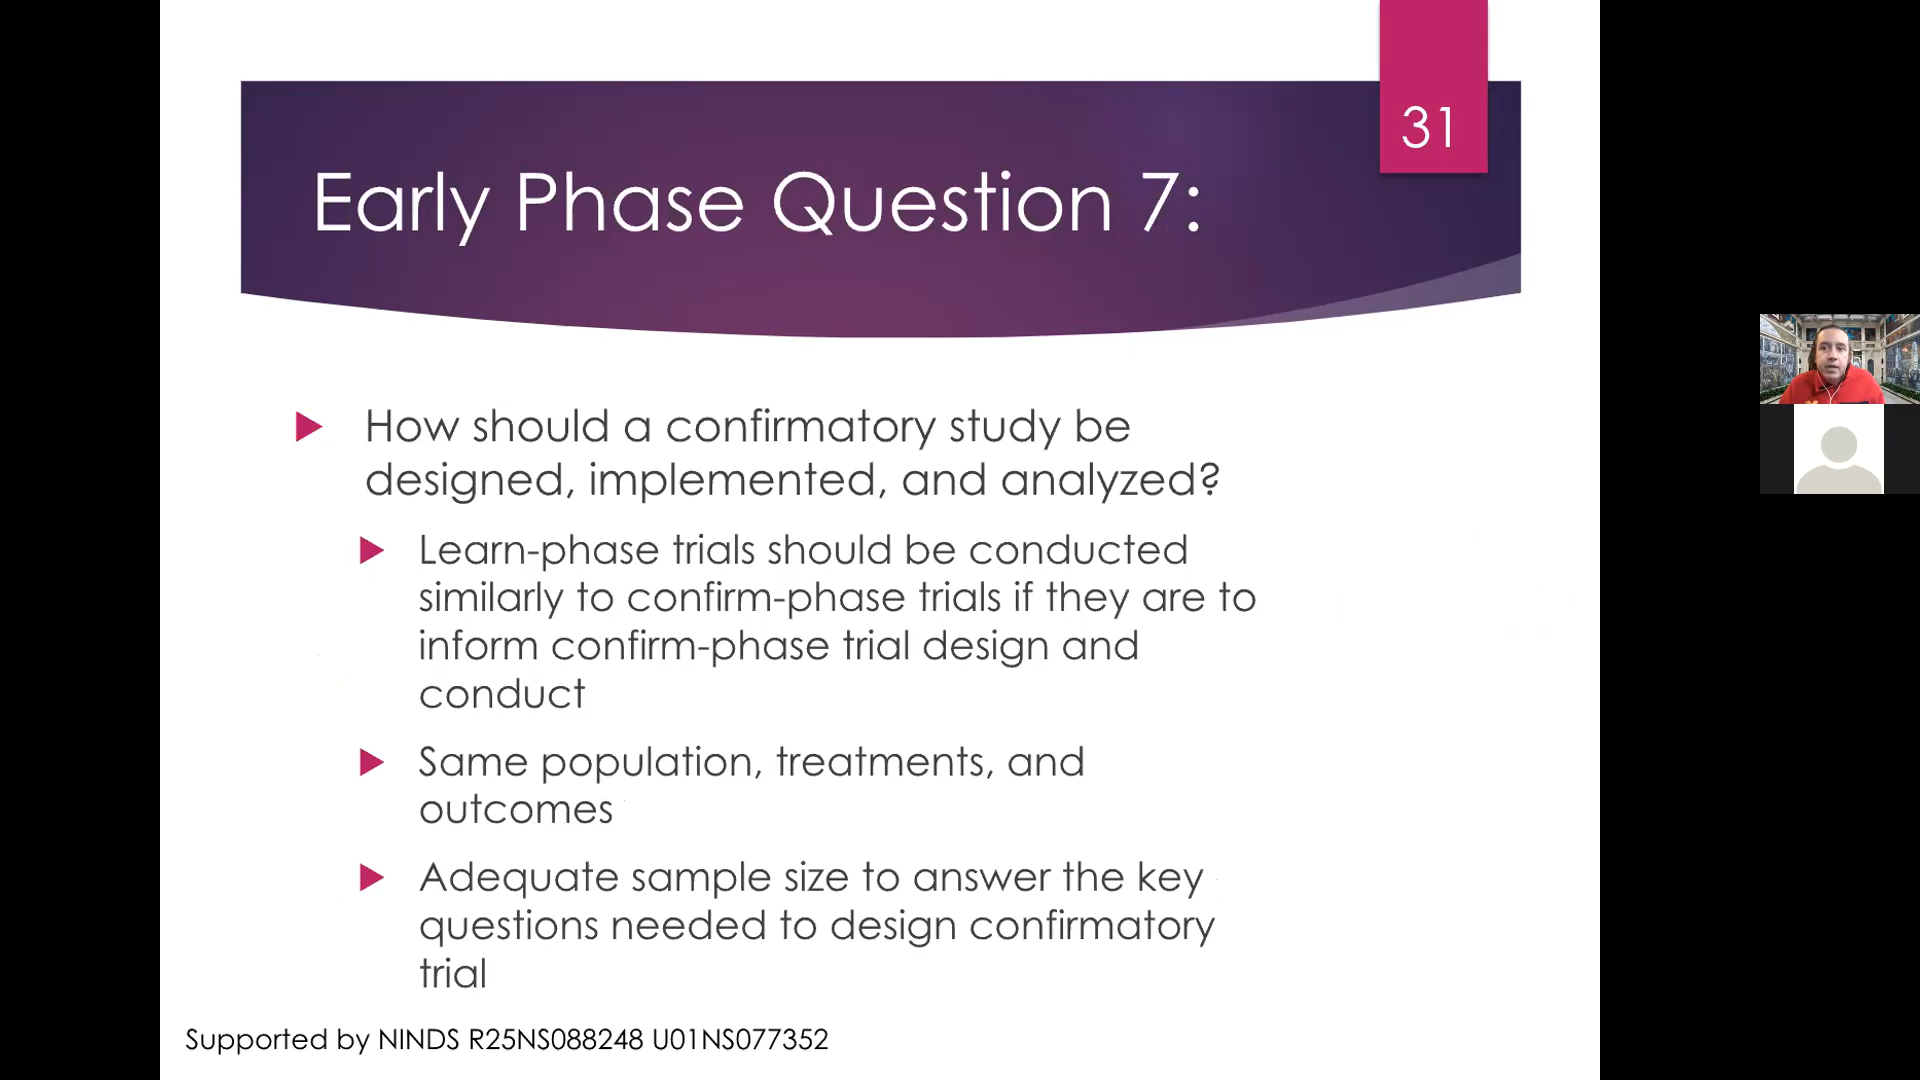 31
Early Phase Question 7:
How should a confirmatory study be
designed, implemented, and analyzed?
Learn-phase trials should be conducted
similarly to confirm-phase trials if they are to
inform confirm-phase trial design and
conduct
Same population, treatments, and
outcomes
Adequate sample size to answer the key
questions needed to design confirmatory
trial
Supported by NINDS R25NS088248 U01NS077352